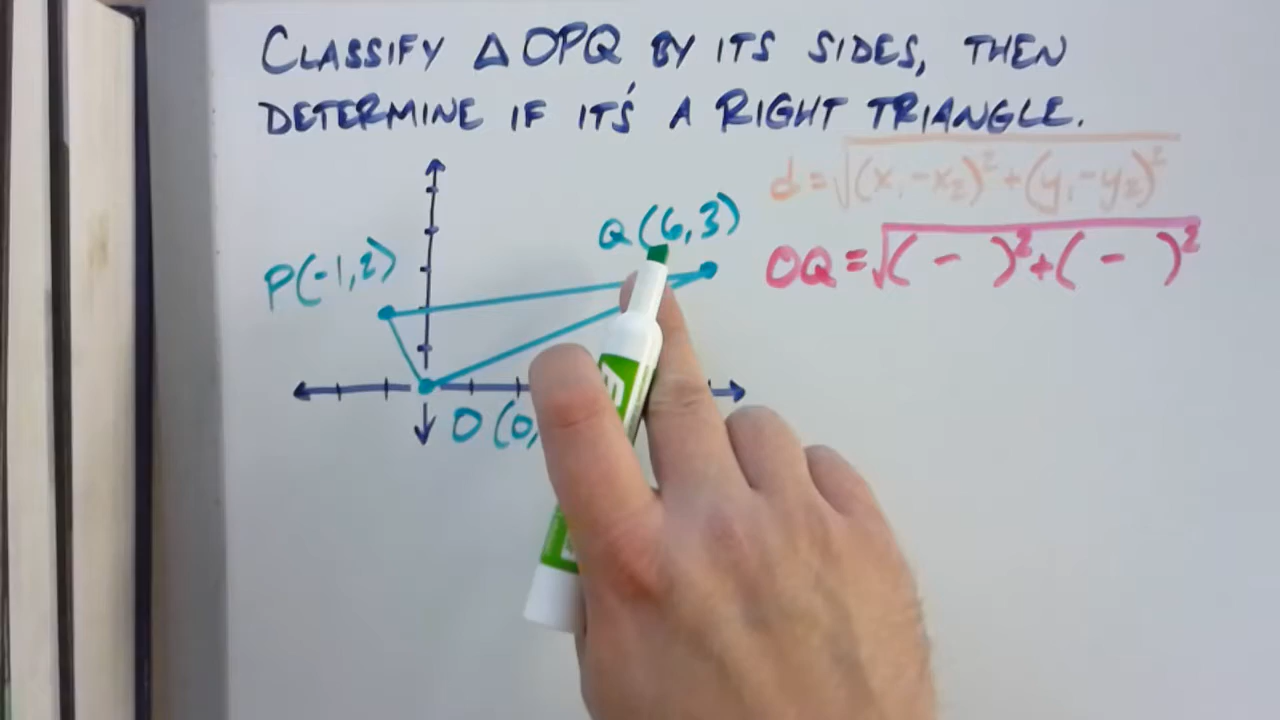 CLASSIFY △OPQ BY ITS SIDES, THEN
DETERMINE IF IT'S A RIGHT TRIANGLE.
d = √(x₁-x₂)²+(y₁-y₂)²
Q(6,3)
P(-1,2)
OQ = √( - )²+( - )²
O(0,